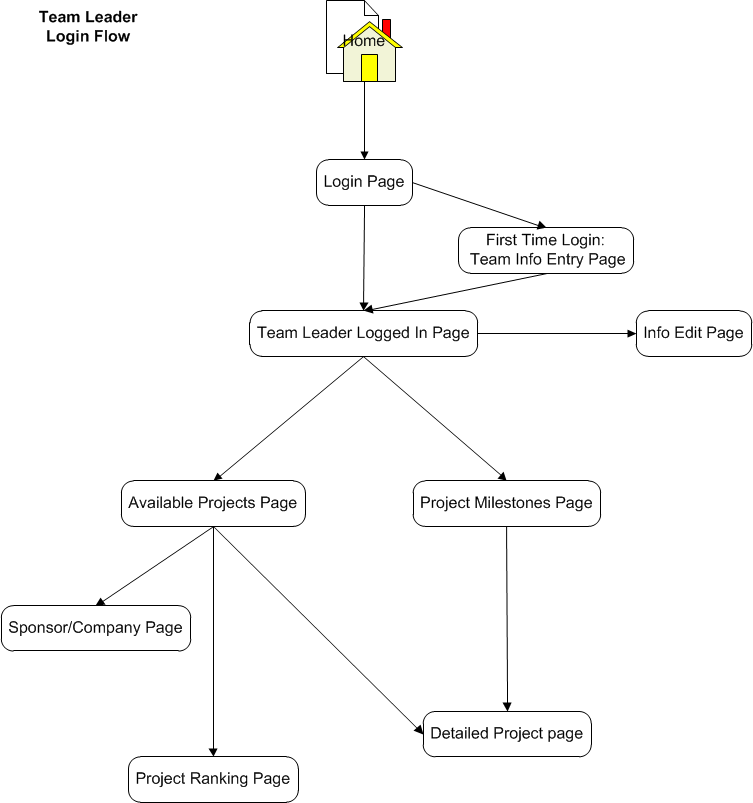 Team Leader
Login Flow
Home
Login Page
First Time Login:
Team Info Entry Page
Team Leader Logged In Page
Info Edit Page
Available Projects Page
Project Milestones Page
Sponsor/Company Page
Detailed Project page
Project Ranking Page